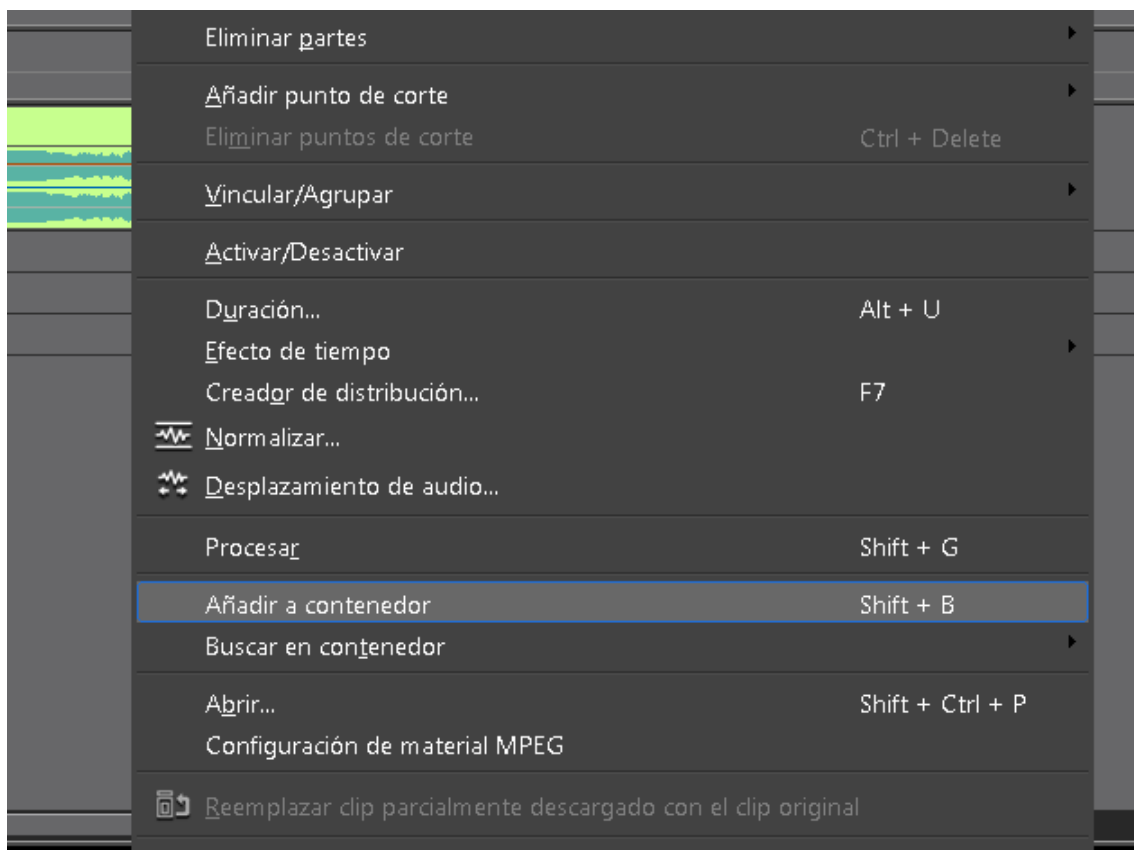 Eliminar partes
Añadir punto de corte
Eliminar puntos de corte Ctrl + Delete
Vincular/Agrupar
Activar/Desactivar
Duración... Alt + U
Efecto de tiempo
Creador de distribución... F7
Normalizar...
Desplazamiento de audio...
Procesar Shift + G
Añadir a contenedor Shift + B
Buscar en contenedor
Abrir... Shift + Ctrl + P
Configuración de material MPEG
Reemplazar clip parcialmente descargado con el clip original